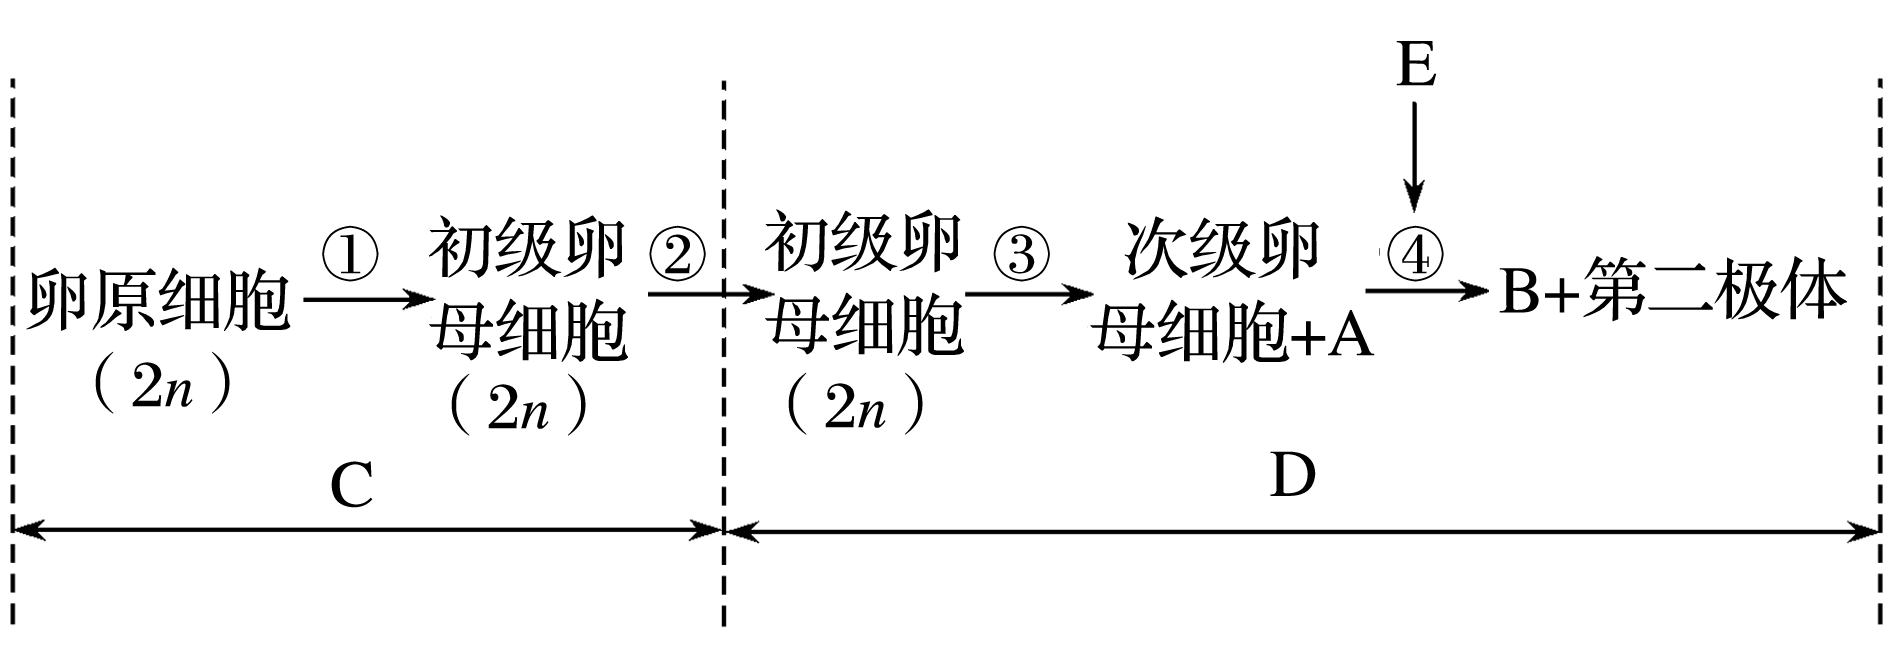 E
① 初级卵 ② 初级卵 ③ 次级卵 ④
卵原细胞 母细胞 母细胞 母细胞+A B+第二极体
(2n) (2n) (2n)
C D